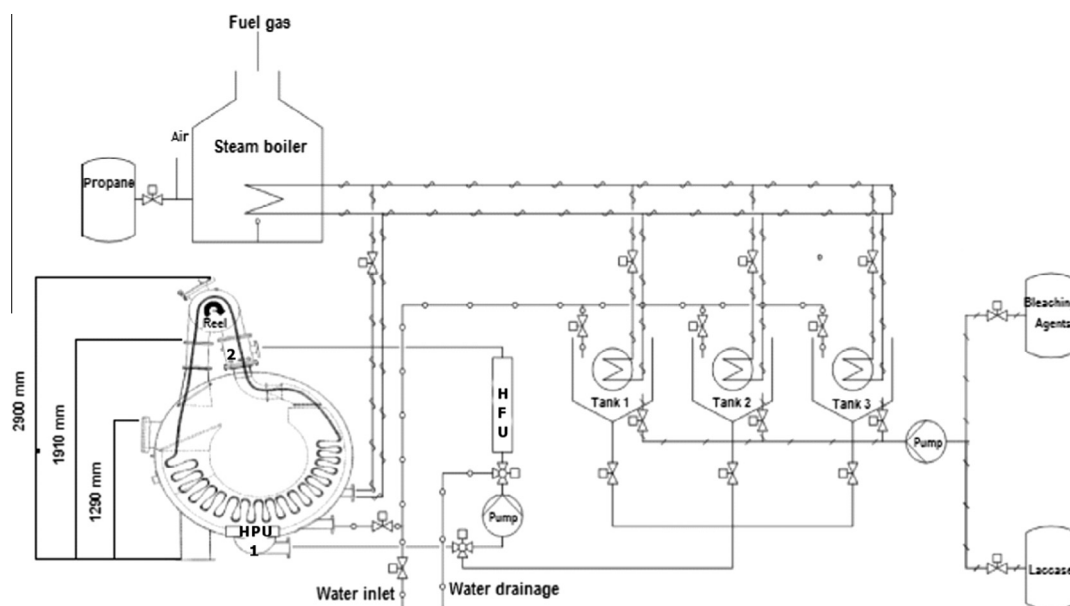 Fuel gas
Air
Steam boiler
Propane
Reel
2
2900 mm
1910 mm
1290 mm
HPU
1
H
F
U
Pump
Water inlet
Water drainage
Tank 1
Tank 2
Tank 3
Pump
Bleaching
Agents
Laccase